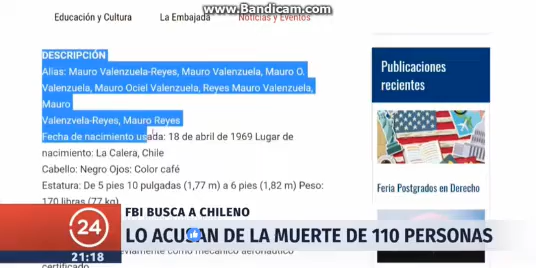 www.Bandicam.com
Educación y Cultura
La Embajada
Noticias y Eventos
DESCRIPCIÓN
Alias: Mauro Valenzuela-Reyes, Mauro Valenzuela, Mauro O.
Valenzuela, Mauro Ociel Valenzuela, Reyes Mauro Valenzuela,
Mauro
Valenzvela-Reyes, Mauro Reyes
Fecha de nacimiento usada: 18 de abril de 1969 Lugar de
nacimiento: La Calera, Chile
Cabello: Negro Ojos: Color café
Estatura: De 5 pies 10 pulgadas (1,77 m) a 6 pies (1,82 m) Peso:
170 libras (77 kg)
Publicaciones
recientes
Feria Postgrados en Derecho
24
21:18
FBI BUSCA A CHILENO
LO ACUSAN DE LA MUERTE DE 110 PERSONAS
como mecánico aeronáutico
certificado